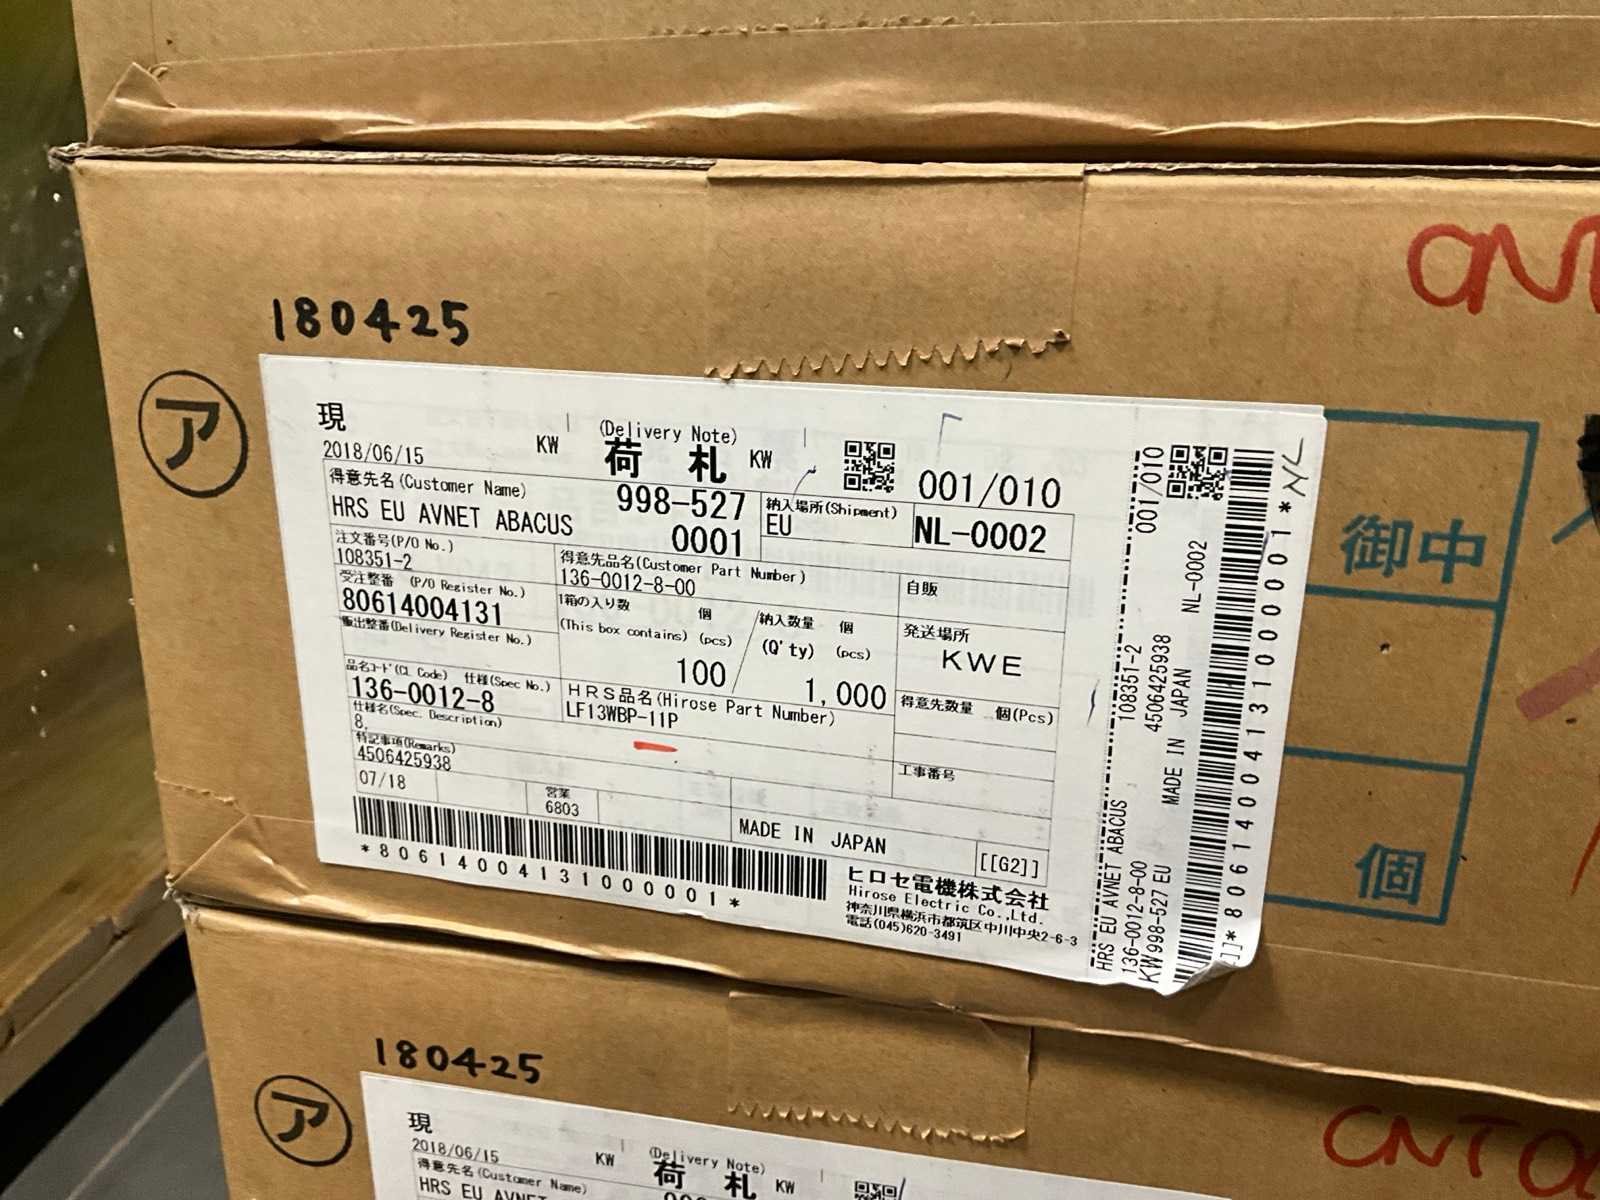 CNT
180425
ア
現
2018/06/15
KW
(Delivery Note)
荷 札
KW
001/010
得意先名(Customer Name)
998-527
HRS EU AVNET ABACUS
0001
納入場所(Shipment)
EU
NL-0002
注文番号(P/O No.)
108351-2
得意先品名(Customer Part Number)
136-0012-8-00
自販
受注整番 (P/O Register No.)
80614004131
1箱の入り数 個
(This box contains) (pcs)
100
納入数量 個
(Q'ty) (pcs)
1,000
発送場所
KWE
搬出整番(Delivery Register No.)
品名コード(CL Code) 仕様(Spec No.)
136-0012-8
HRS品名(Hirose Part Number)
LF13WBP-11P
得意先数量 個(Pcs)
仕様名(Spec. Description)
8,
特記事項(Remarks)
4506425938
工事番号
07/18
営業
6803
MADE IN JAPAN
[[G2]]
*80614004131000001*
ヒロセ電機株式会社
Hirose Electric Co.,Ltd.
神奈川県横浜市都筑区中川中央2-6-3
電話(045)620-3491
HRS EU AVNET ABACUS 108351-2 001/010
136-0012-8-00 4506425938
KW998-527 EU MADE IN JAPAN NL-0002
*80614004131000001*
NL
御中
個
180425
CNT
ア
現
2018/06/15
KW
(Delivery Note)
荷 札
KW
得意先名(Customer Name)
HRS EU AVNET